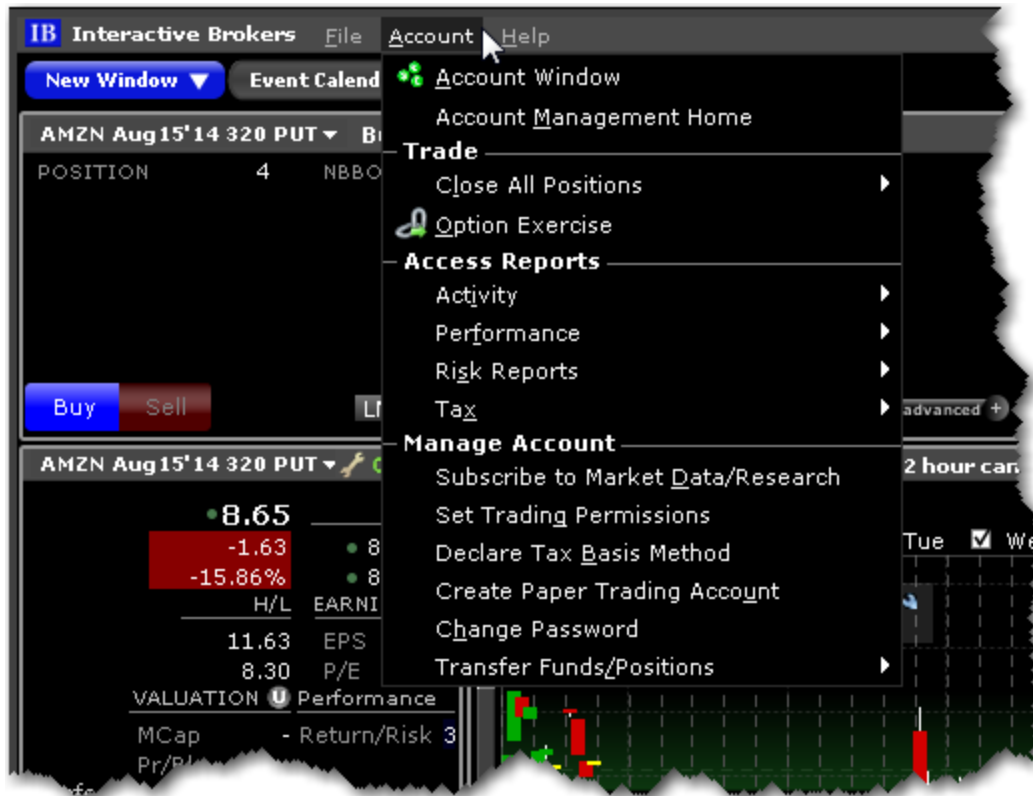 IB Interactive Brokers File Account Help
New Window Event Calend
Account Window
Account Management Home
AMZN Aug15'14 320 PUT
POSITION 4 NBBO
Trade
Close All Positions
Option Exercise
Access Reports
Activity
Performance
Risk Reports
Tax
Buy Sell
advanced +
Manage Account
AMZN Aug15'14 320 PUT
2 hour can
Subscribe to Market Data/Research
Set Trading Permissions
Declare Tax Basis Method
Create Paper Trading Account
Change Password
Transfer Funds/Positions
8.65
-1.63 8
-15.86% 8
H/L EARNI
11.63 EPS
8.30 P/E
Tue We
VALUATION U Performance
MCap - Return/Risk 3